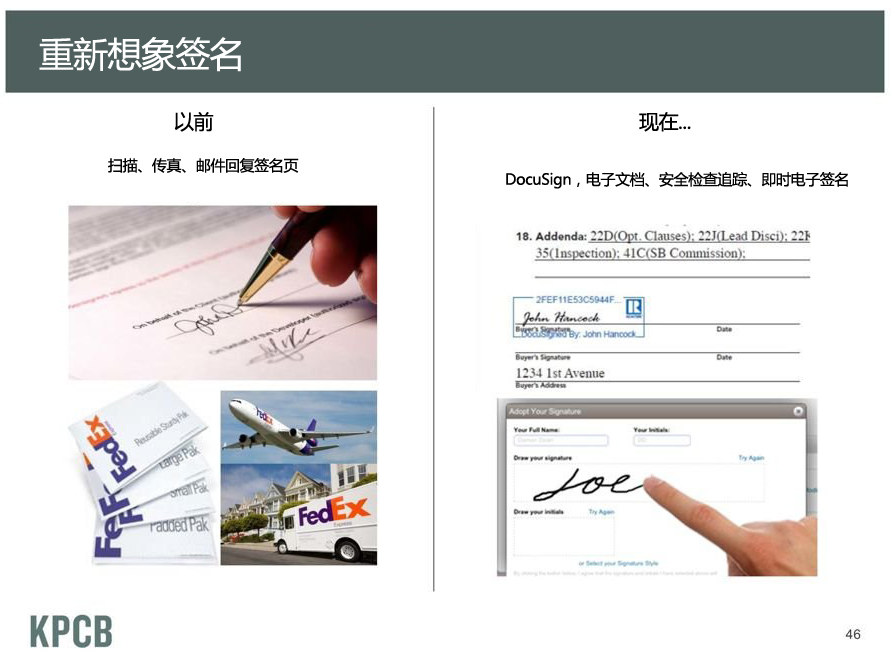 重新想象签名
以前
扫描、传真、邮件回复签名页
On behalf of the Client
On behalf of the Developer
FedEx
Reusable Sturdy Pak
FedEx
Large Pak
Small Pak
Padded Pak
FedEx
FedEx
Express
现在...
DocuSign，电子文档、安全检查追踪、即时电子签名
18. Addenda: 22D(Opt. Clauses); 22J(Lead Disci); 22K
35(Inspection); 41C(SB Commission);
2FEF11E53C5944F...
John Hancock
Buyer's Signature
Date
DocuSigned By: John Hancock
Buyer's Signature
Date
1234 1st Avenue
Buyer's Address
Adopt Your Signature
Your Full Name:
Your Initials:
Draw your signature
Try Again
Joe
Draw your initials
Try Again
or Select your Signature Style
KPCB
46